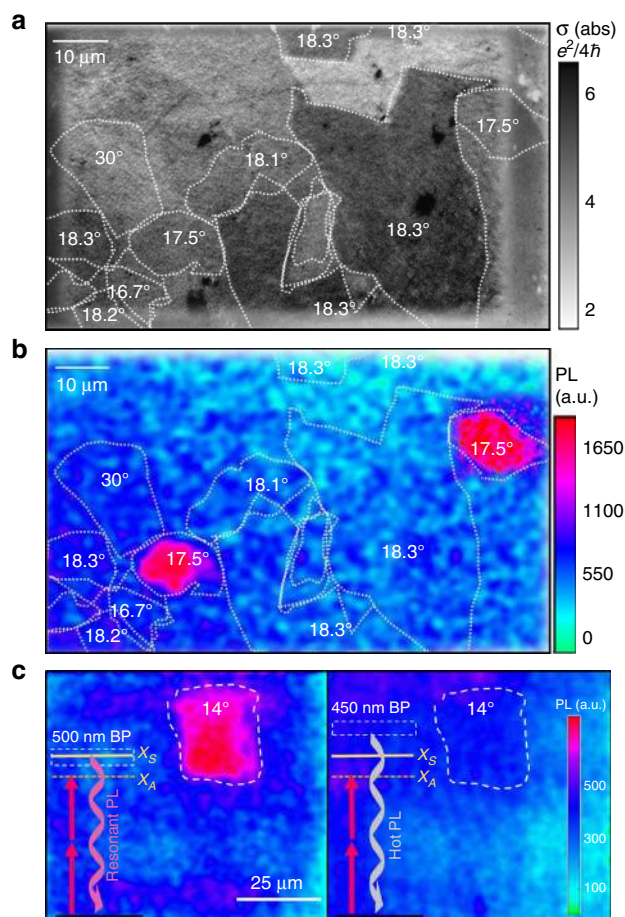 a
10 μm
18.3°
18.3°
σ (abs)
e²/4ℏ
6
4
2
30°
18.1°
17.5°
18.3°
17.5°
18.3°
16.7°
18.2°
18.3°
b
10 μm
18.3°
18.3°
PL
(a.u.)
1650
1100
550
0
17.5°
30°
18.1°
18.3°
17.5°
18.3°
16.7°
18.2°
18.3°
c
14°
500 nm BP
X_S
X_A
Resonant PL
25 μm
450 nm BP
14°
X_S
X_A
Hot PL
PL (a.u.)
500
300
100